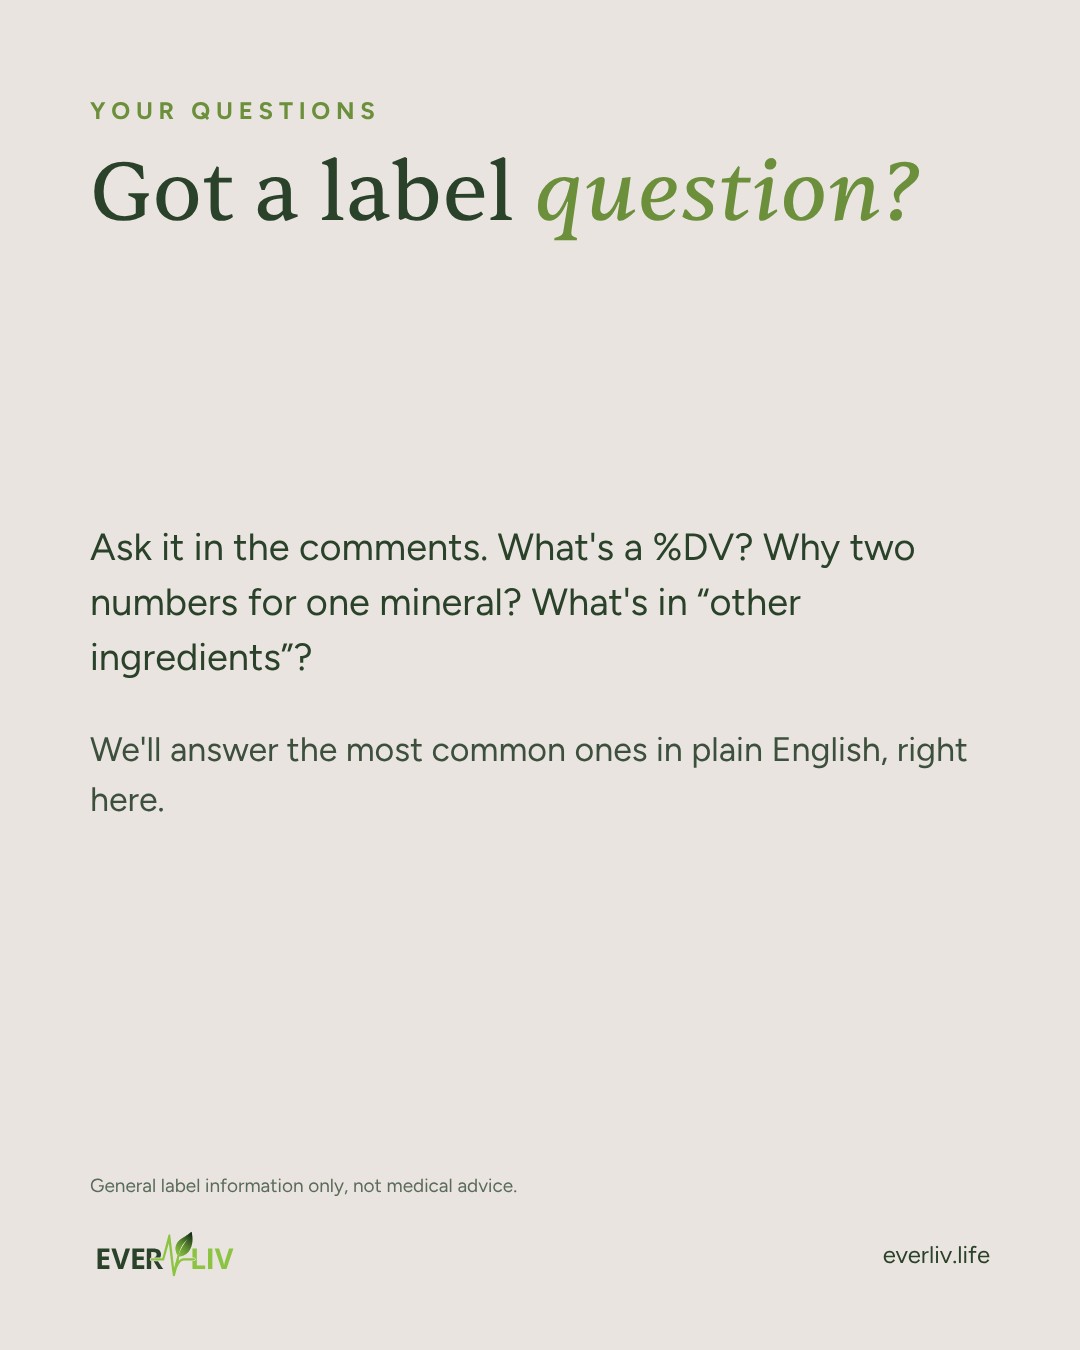 YOUR QUESTIONS
Got a label question?
Ask it in the comments. What's a %DV? Why two
numbers for one mineral? What's in “other
ingredients”?
We'll answer the most common ones in plain English, right
here.
General label information only, not medical advice.
EVERLIV
everliv.life